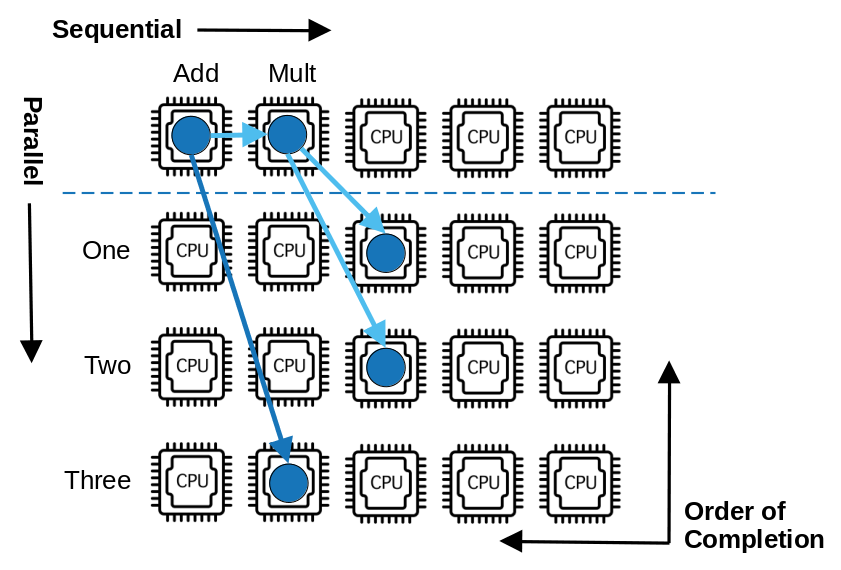 Sequential
Add Mult
Parallel
CPU CPU CPU
One CPU CPU CPU CPU
Two CPU CPU CPU CPU
Three CPU CPU CPU CPU
Order of
Completion